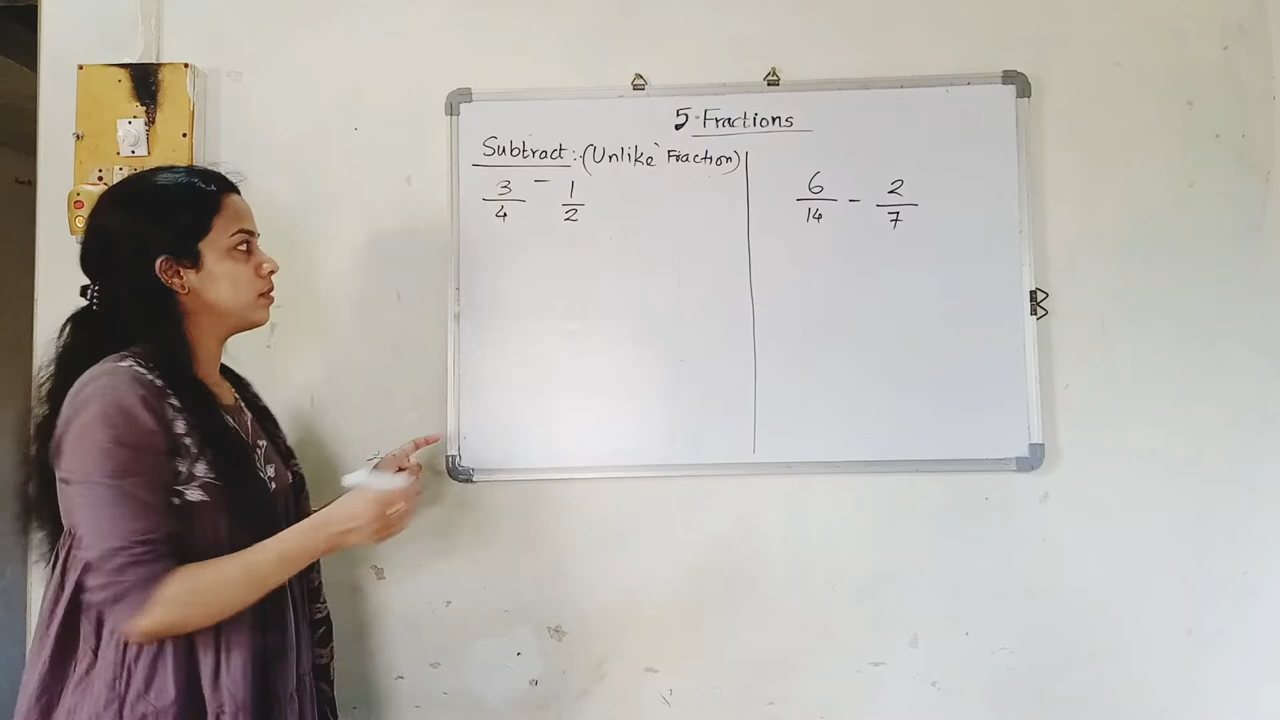 5. Fractions
Subtract:. (Unlike Fraction)
3/4 - 1/2
6/14 - 2/7